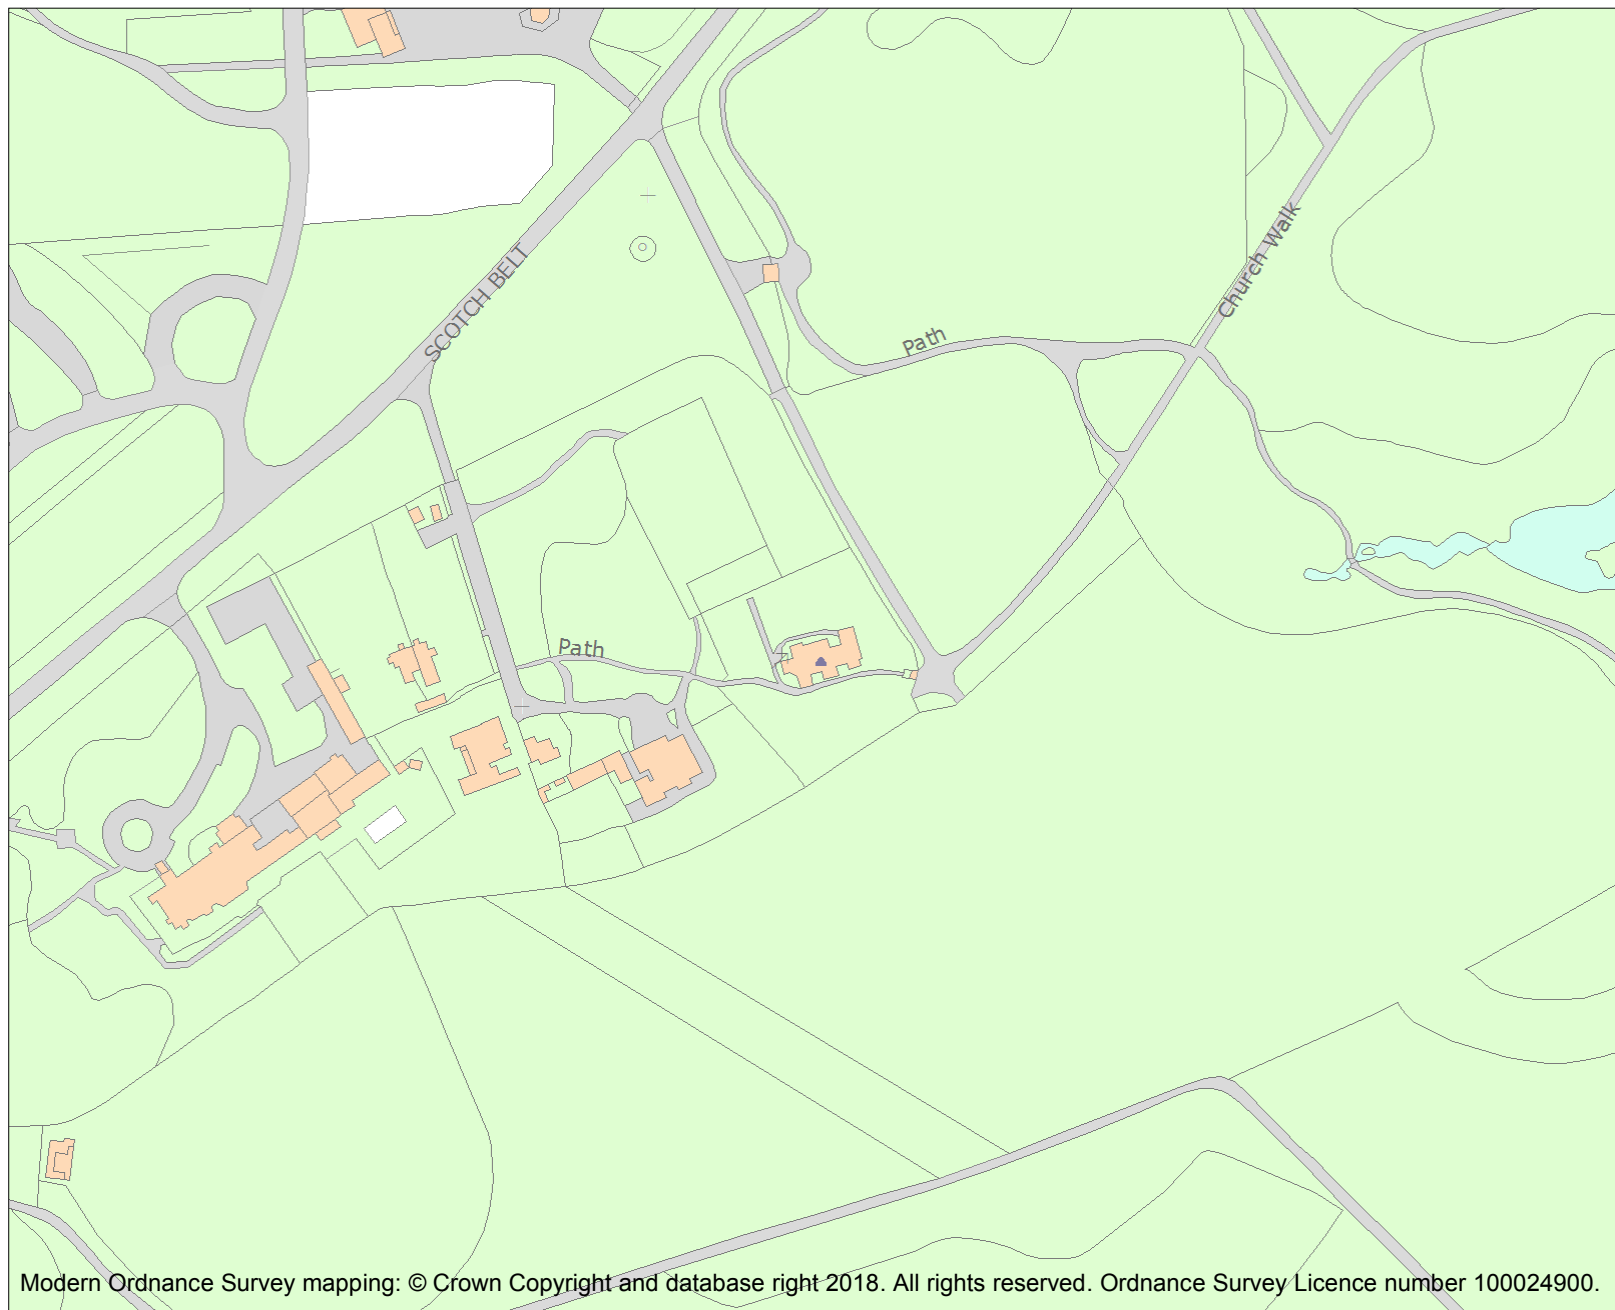 SCOTCH BELT
Church Walk
Path
Path
Modern Ordnance Survey mapping: © Crown Copyright and database right 2018. All rights reserved. Ordnance Survey Licence number 100024900.